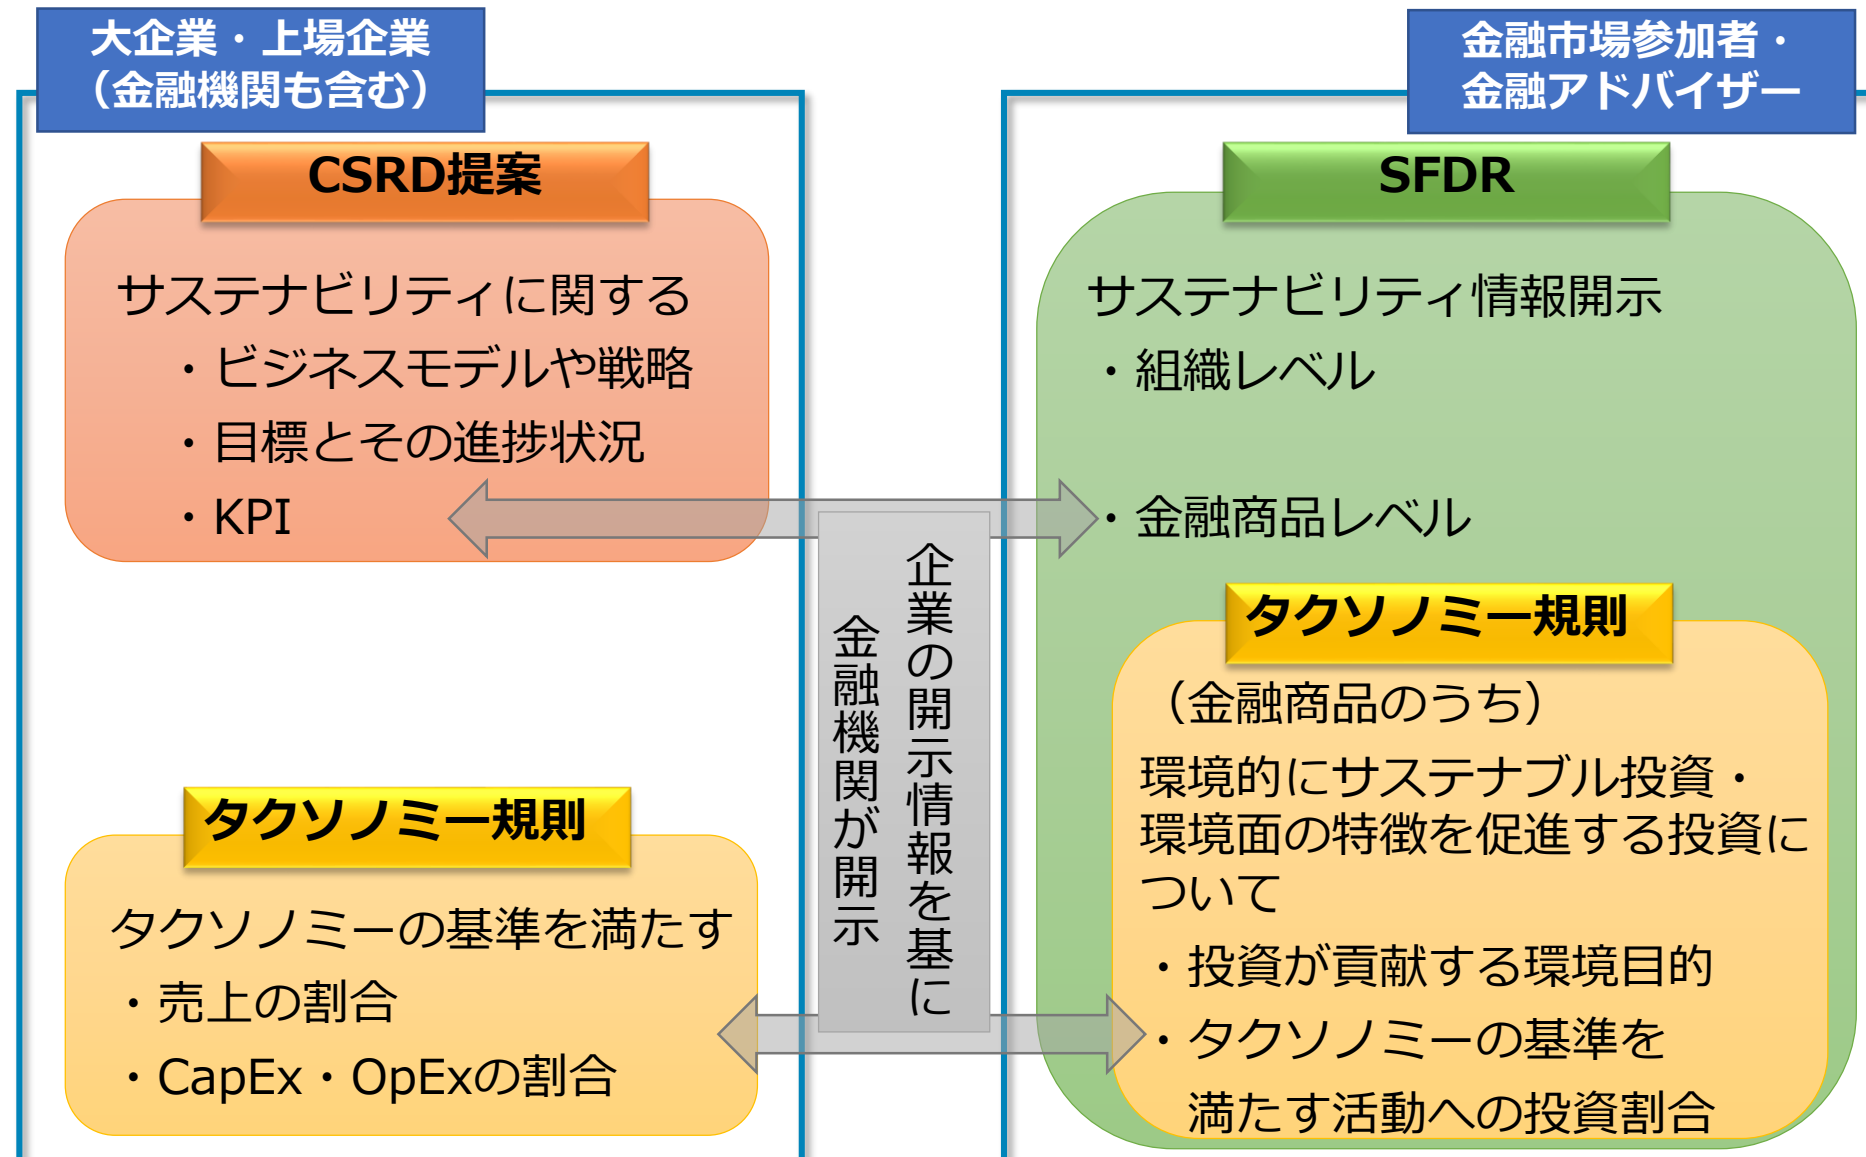 大企業・上場企業
（金融機関も含む）
CSRD提案
サステナビリティに関する
・ビジネスモデルや戦略
・目標とその進捗状況
・KPI
タクソノミー規則
タクソノミーの基準を満たす
・売上の割合
・CapEx・OpExの割合
企業の開示情報を基に
金融機関が開示
金融市場参加者・
金融アドバイザー
SFDR
サステナビリティ情報開示
・組織レベル
・金融商品レベル
タクソノミー規則
（金融商品のうち）
環境的にサステナブル投資・
環境面の特徴を促進する投資に
ついて
・投資が貢献する環境目的
・タクソノミーの基準を
満たす活動への投資割合